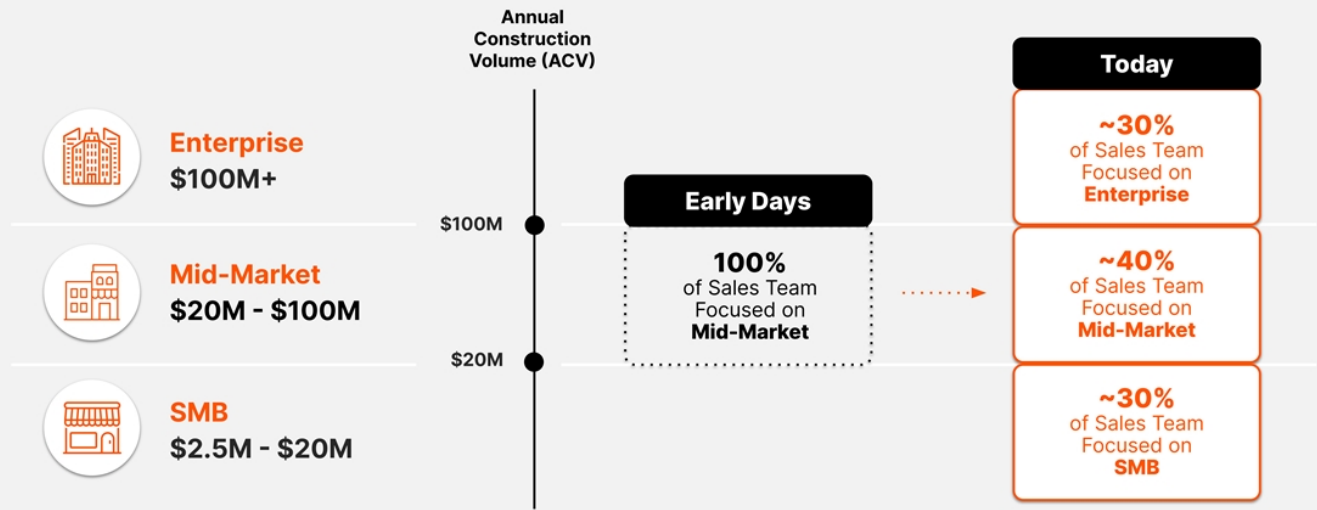 Annual
Construction
Volume (ACV)
Enterprise
$100M+
Mid-Market
$20M - $100M
SMB
$2.5M - $20M
$100M
$20M
Early Days
100%
of Sales Team
Focused on
Mid-Market
Today
~30%
of Sales Team
Focused on
Enterprise
~40%
of Sales Team
Focused on
Mid-Market
~30%
of Sales Team
Focused on
SMB